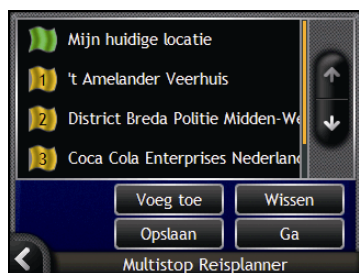 Mijn huidige locatie
1 't Amelander Veerhuis
2 District Breda Politie Midden-We
3 Coca Cola Enterprises Nederland
Voeg toe
Wissen
Opslaan
Ga
Multistop Reisplanner